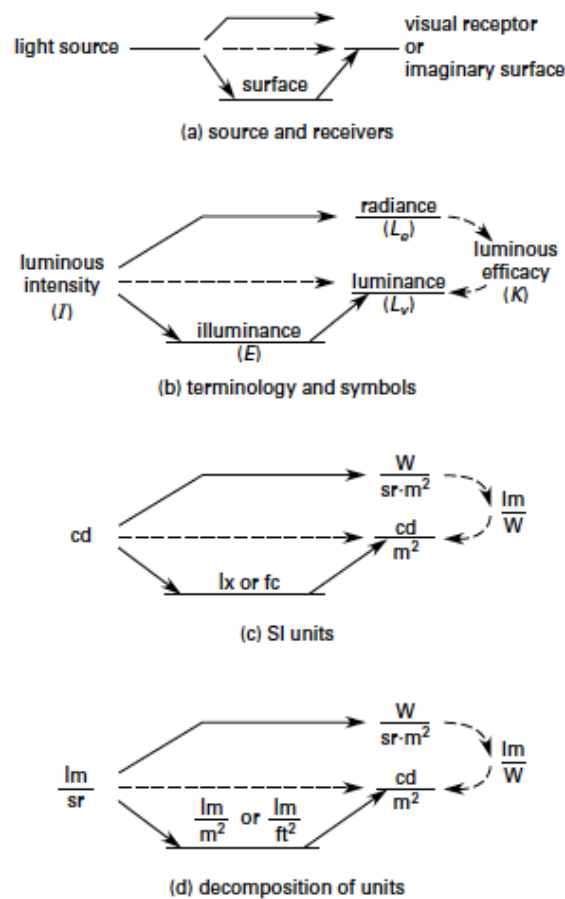 light source
surface
visual receptor
or
imaginary surface
(a) source and receivers
luminous
intensity
(I)
illuminance
(E)
radiance
(Le)
luminance
(Lv)
luminous
efficacy
(K)
(b) terminology and symbols
cd
lx or fc
W
sr·m²
cd
m²
lm
W
(c) SI units
lm
sr
lm
m²
or
lm
ft²
W
sr·m²
cd
m²
lm
W
(d) decomposition of units